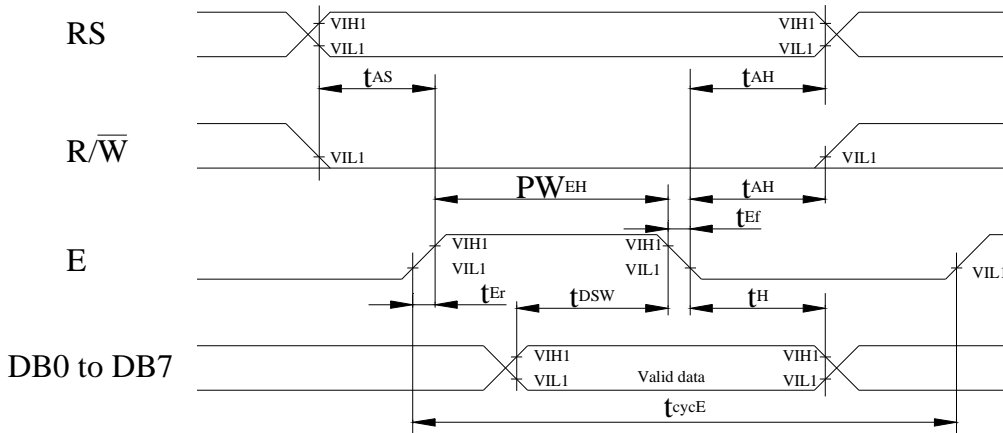 RS
VIH1
VIL1
VIH1
VIL1
tAS
tAH
R/W̅
VIL1
VIL1
PWEH
tAH
tEf
E
VIH1
VIL1
VIH1
VIL1
VIL1
tEr
tDSW
tH
DB0 to DB7
VIH1
VIL1
Valid data
VIH1
VIL1
tcycE